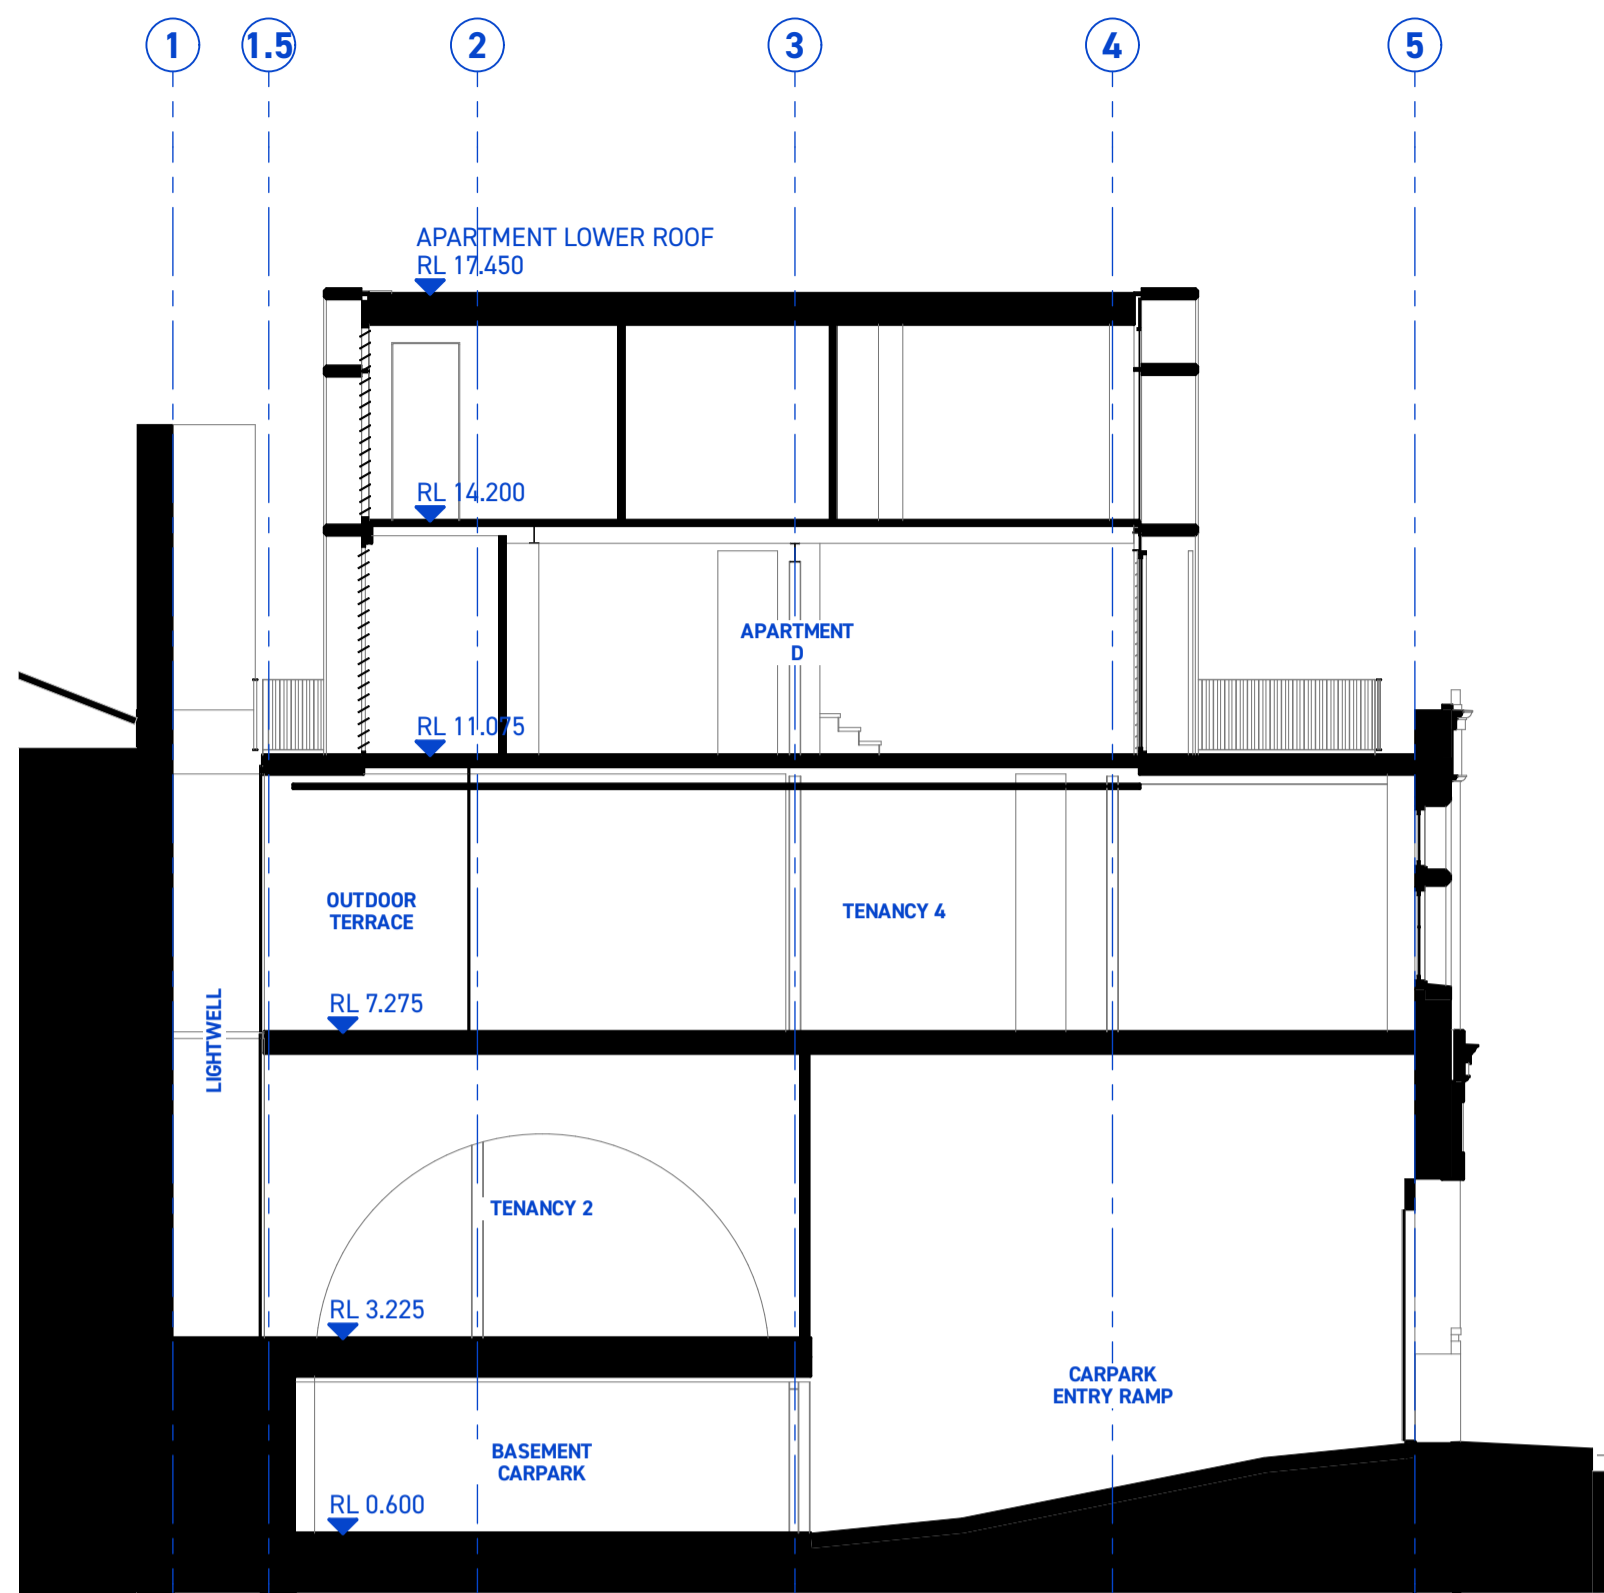 1
1.5
2
3
4
5
APARTMENT LOWER ROOF
RL 17.450
RL 14.200
APARTMENT
D
RL 11.075
OUTDOOR
TERRACE
TENANCY 4
RL 7.275
LIGHTWELL
TENANCY 2
RL 3.225
CARPARK
ENTRY RAMP
BASEMENT
CARPARK
RL 0.600